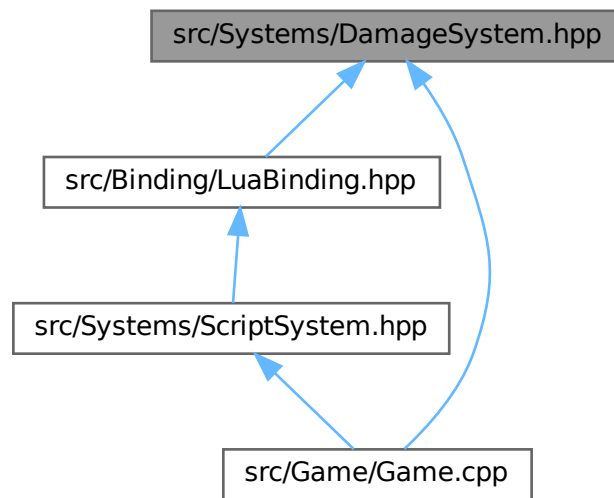 src/Systems/DamageSystem.hpp
src/Binding/LuaBinding.hpp
src/Systems/ScriptSystem.hpp
src/Game/Game.cpp